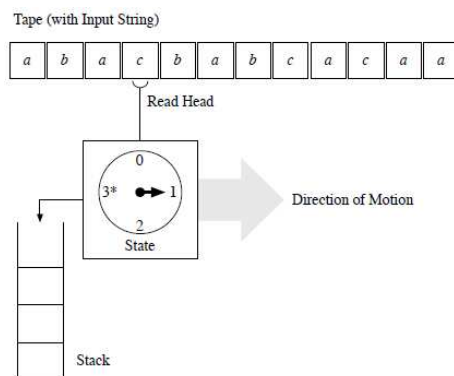 Tape (with Input String)
a b a c b a b c a c a a
Read Head
0
3* 1
2
State
Direction of Motion
Stack